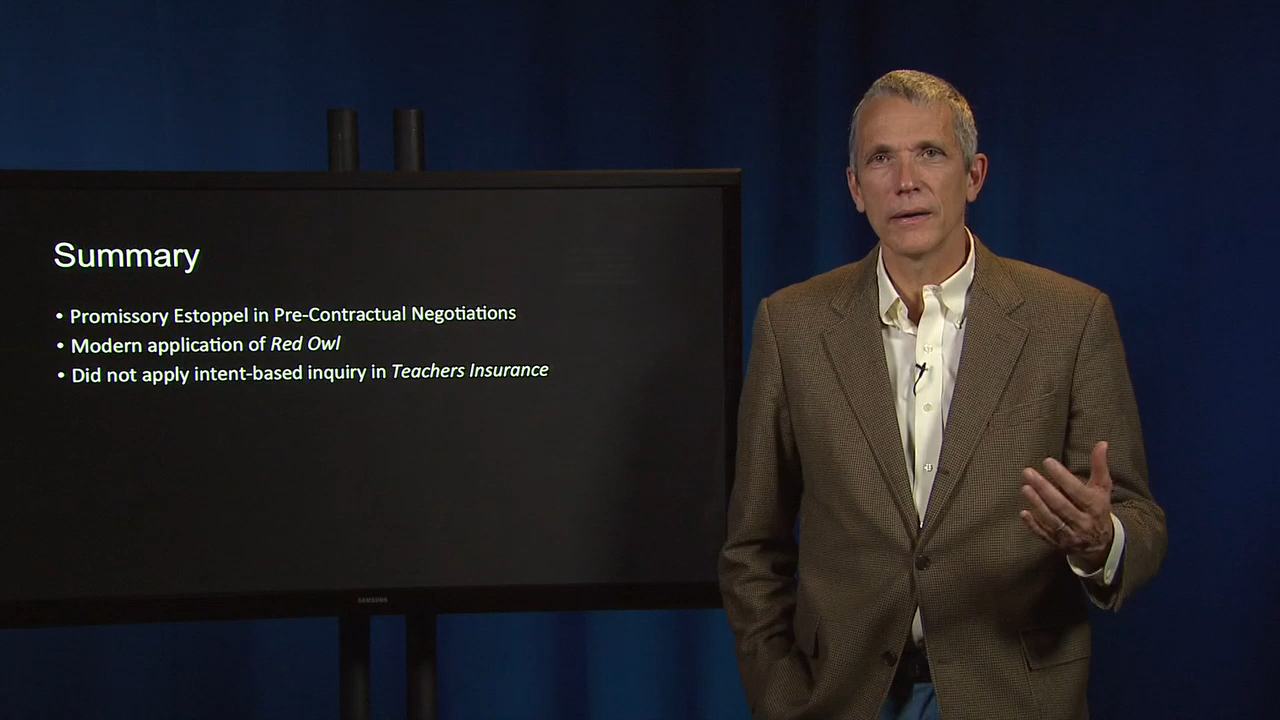 Summary
• Promissory Estoppel in Pre-Contractual Negotiations
• Modern application of Red Owl
• Did not apply intent-based inquiry in Teachers Insurance
SAMSUNG